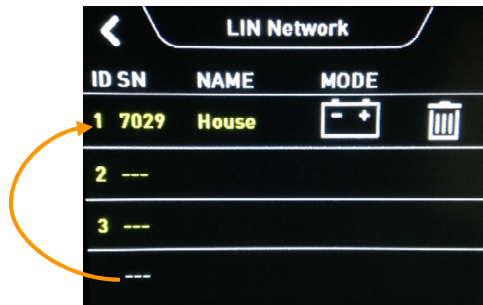 LIN Network
ID SN NAME MODE
1 7029 House - +
2 ---
3 ---
---